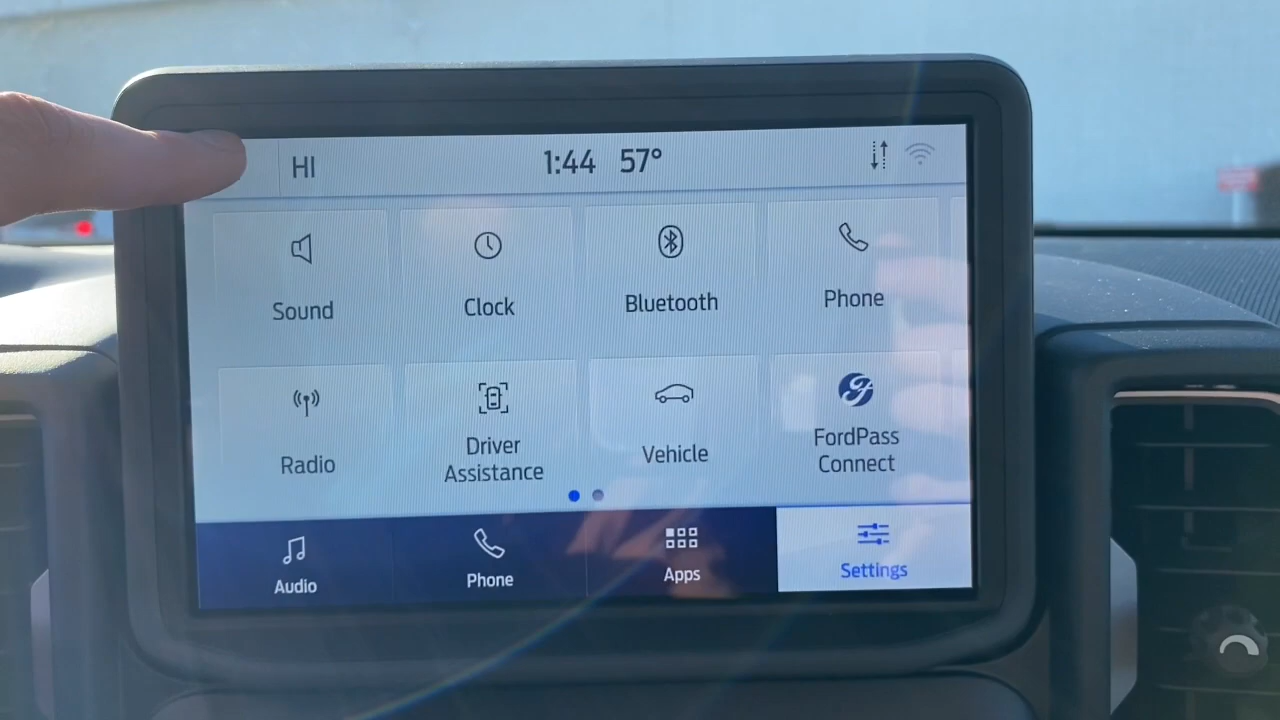 HI
1:44 57°
Sound
Clock
Bluetooth
Phone
Radio
Driver
Assistance
Vehicle
FordPass
Connect
Audio
Phone
Apps
Settings